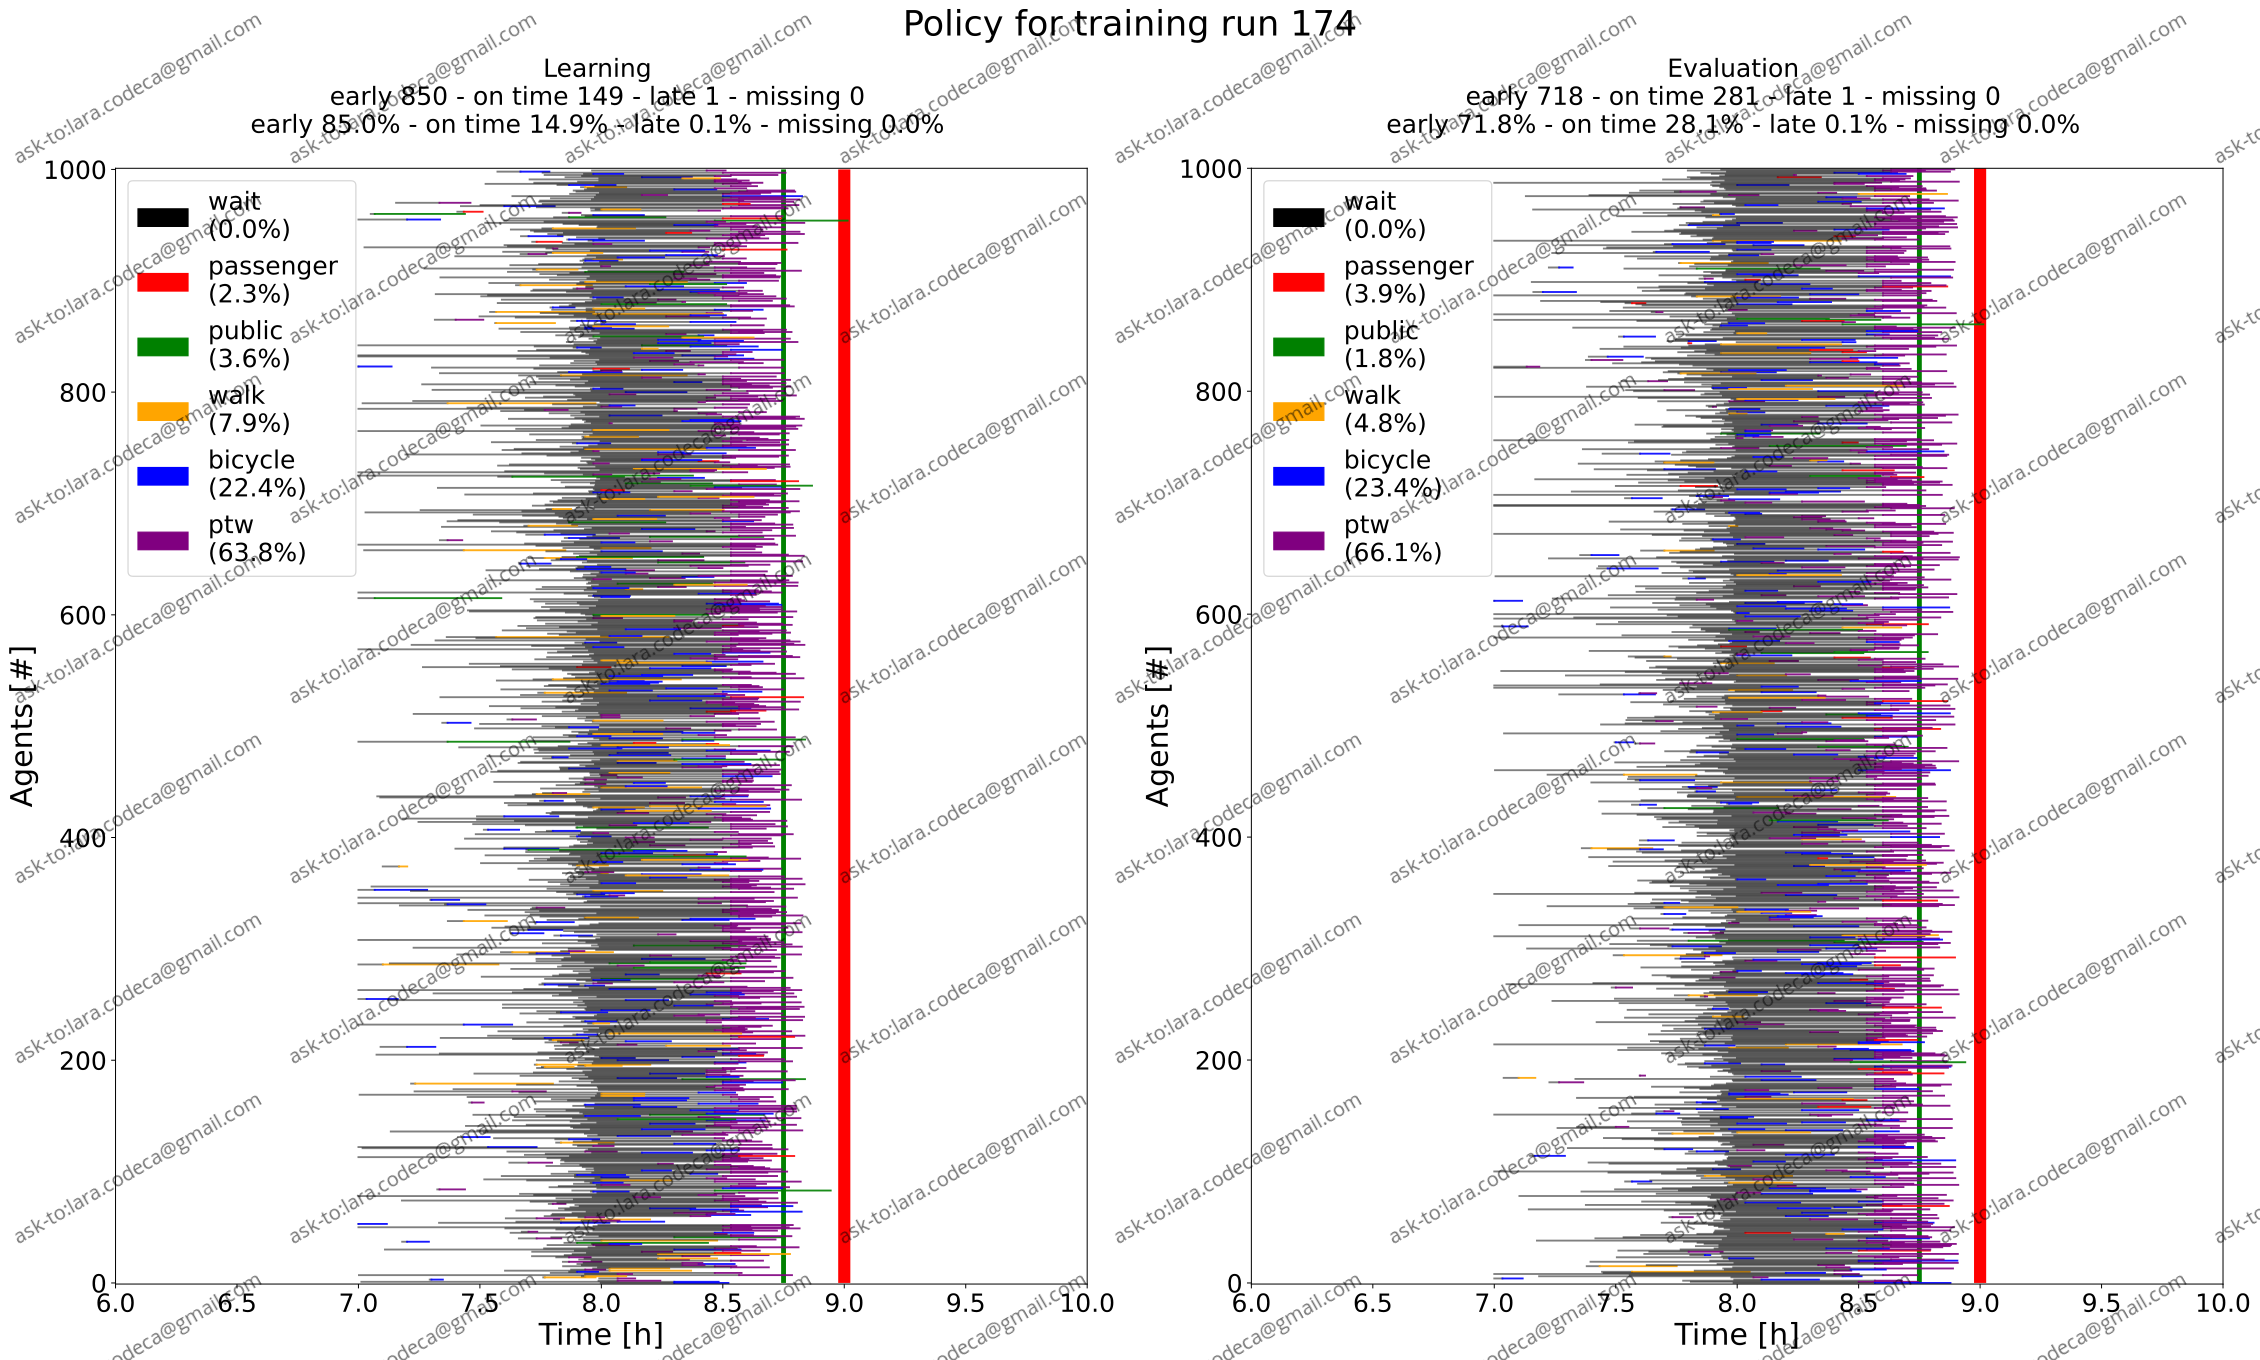 Policy for training run 174
Learning
early 850 - on time 149 - late 1 - missing 0
early 85.0% - on time 14.9% - late 0.1% - missing 0.0%
1000
800
600
400
200
0
Agents [#]
wait
(0.0%)
passenger
(2.3%)
public
(3.6%)
walk
(7.9%)
bicycle
(22.4%)
ptw
(63.8%)
6.0 6.5 7.0 7.5 8.0 8.5 9.0 9.5 10.0
Time [h]
Evaluation
early 718 - on time 281 - late 1 - missing 0
early 71.8% - on time 28.1% - late 0.1% - missing 0.0%
1000
800
600
400
200
0
Agents [#]
wait
(0.0%)
passenger
(3.9%)
public
(1.8%)
walk
(4.8%)
bicycle
(23.4%)
ptw
(66.1%)
6.0 6.5 7.0 7.5 8.0 8.5 9.0 9.5 10.0
Time [h]
ask-to:lara.codeca@gmail.com